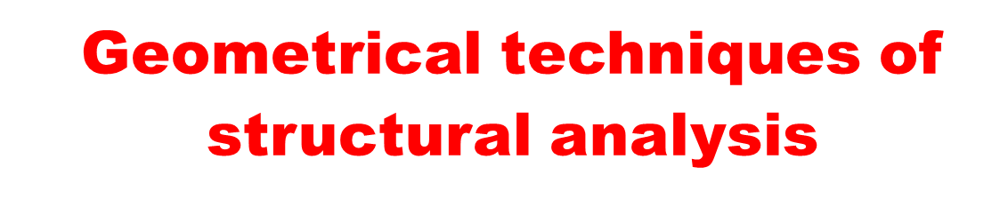 Geometrical techniques of
structural analysis